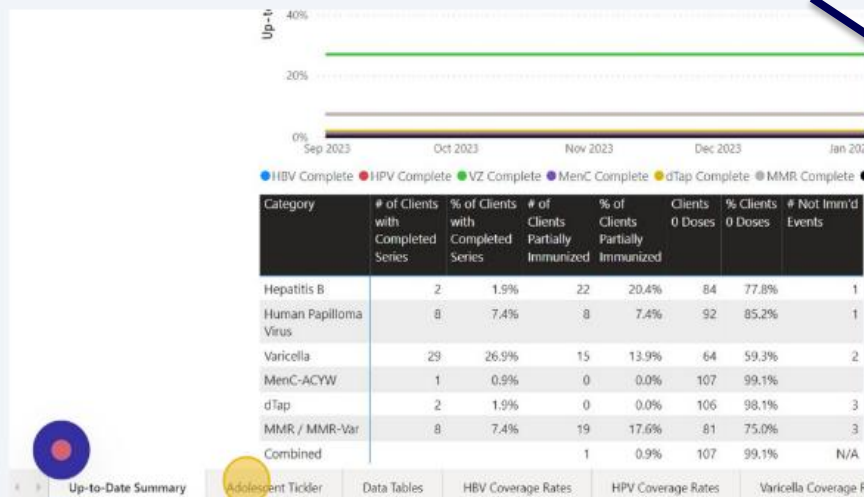 Up-t
40%
20%
0%
Sep 2023 Oct 2023 Nov 2023 Dec 2023 Jan 202
HBV Complete HPV Complete VZ Complete MenC Complete dTap Complete MMR Complete
Category # of Clients with Completed Series % of Clients with Completed Series # of Clients Partially Immunized % of Clients Partially Immunized Clients 0 Doses % Clients 0 Doses # Not Imm'd Events
Hepatitis B 2 1.9% 22 20.4% 84 77.8% 1
Human Papilloma Virus 8 7.4% 8 7.4% 92 85.2% 1
Varicella 29 26.9% 15 13.9% 64 59.3% 2
MenC-ACYW 1 0.9% 0 0.0% 107 99.1%
dTap 2 1.9% 0 0.0% 106 98.1% 3
MMR / MMR-Var 8 7.4% 19 17.6% 81 75.0% 3
Combined 1 0.9% 107 99.1% N/A
Up-to-Date Summary Adolescent Tickler Data Tables HBV Coverage Rates HPV Coverage Rates Varicella Coverage